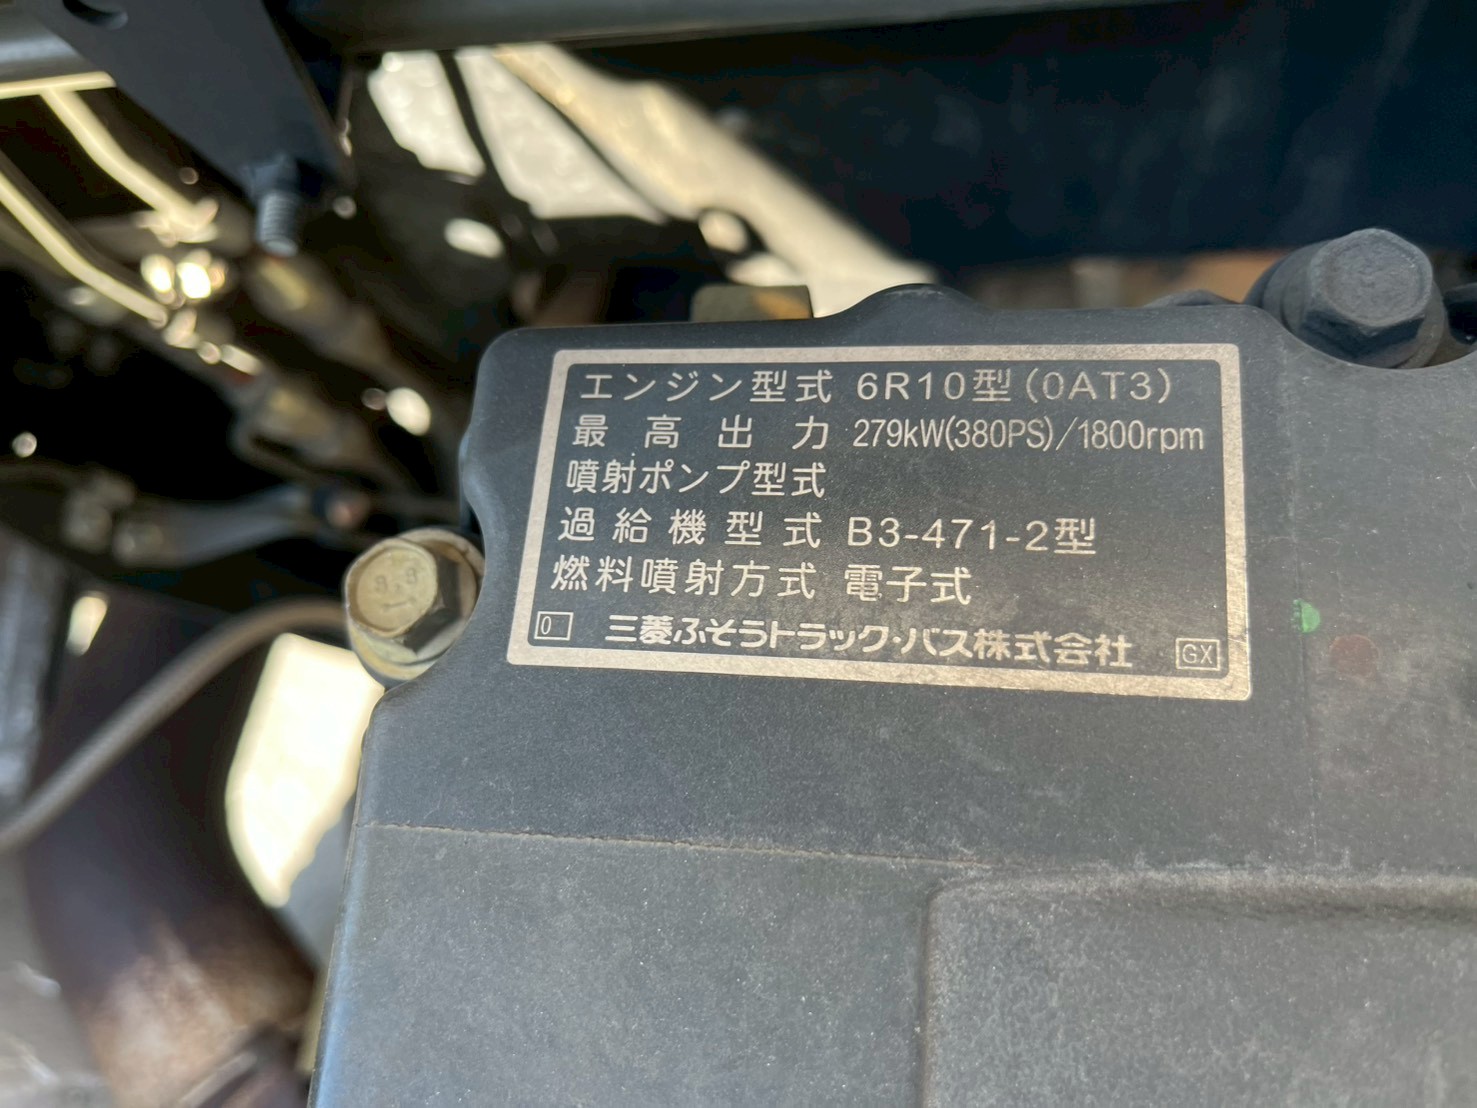 エンジン型式 6R10型(0AT3)
最高出力 279kW(380PS)/1800rpm
噴射ポンプ型式
過給機型式 B3-471-2型
燃料噴射方式 電子式
0 三菱ふそうトラック・バス株式会社 GX
8.8